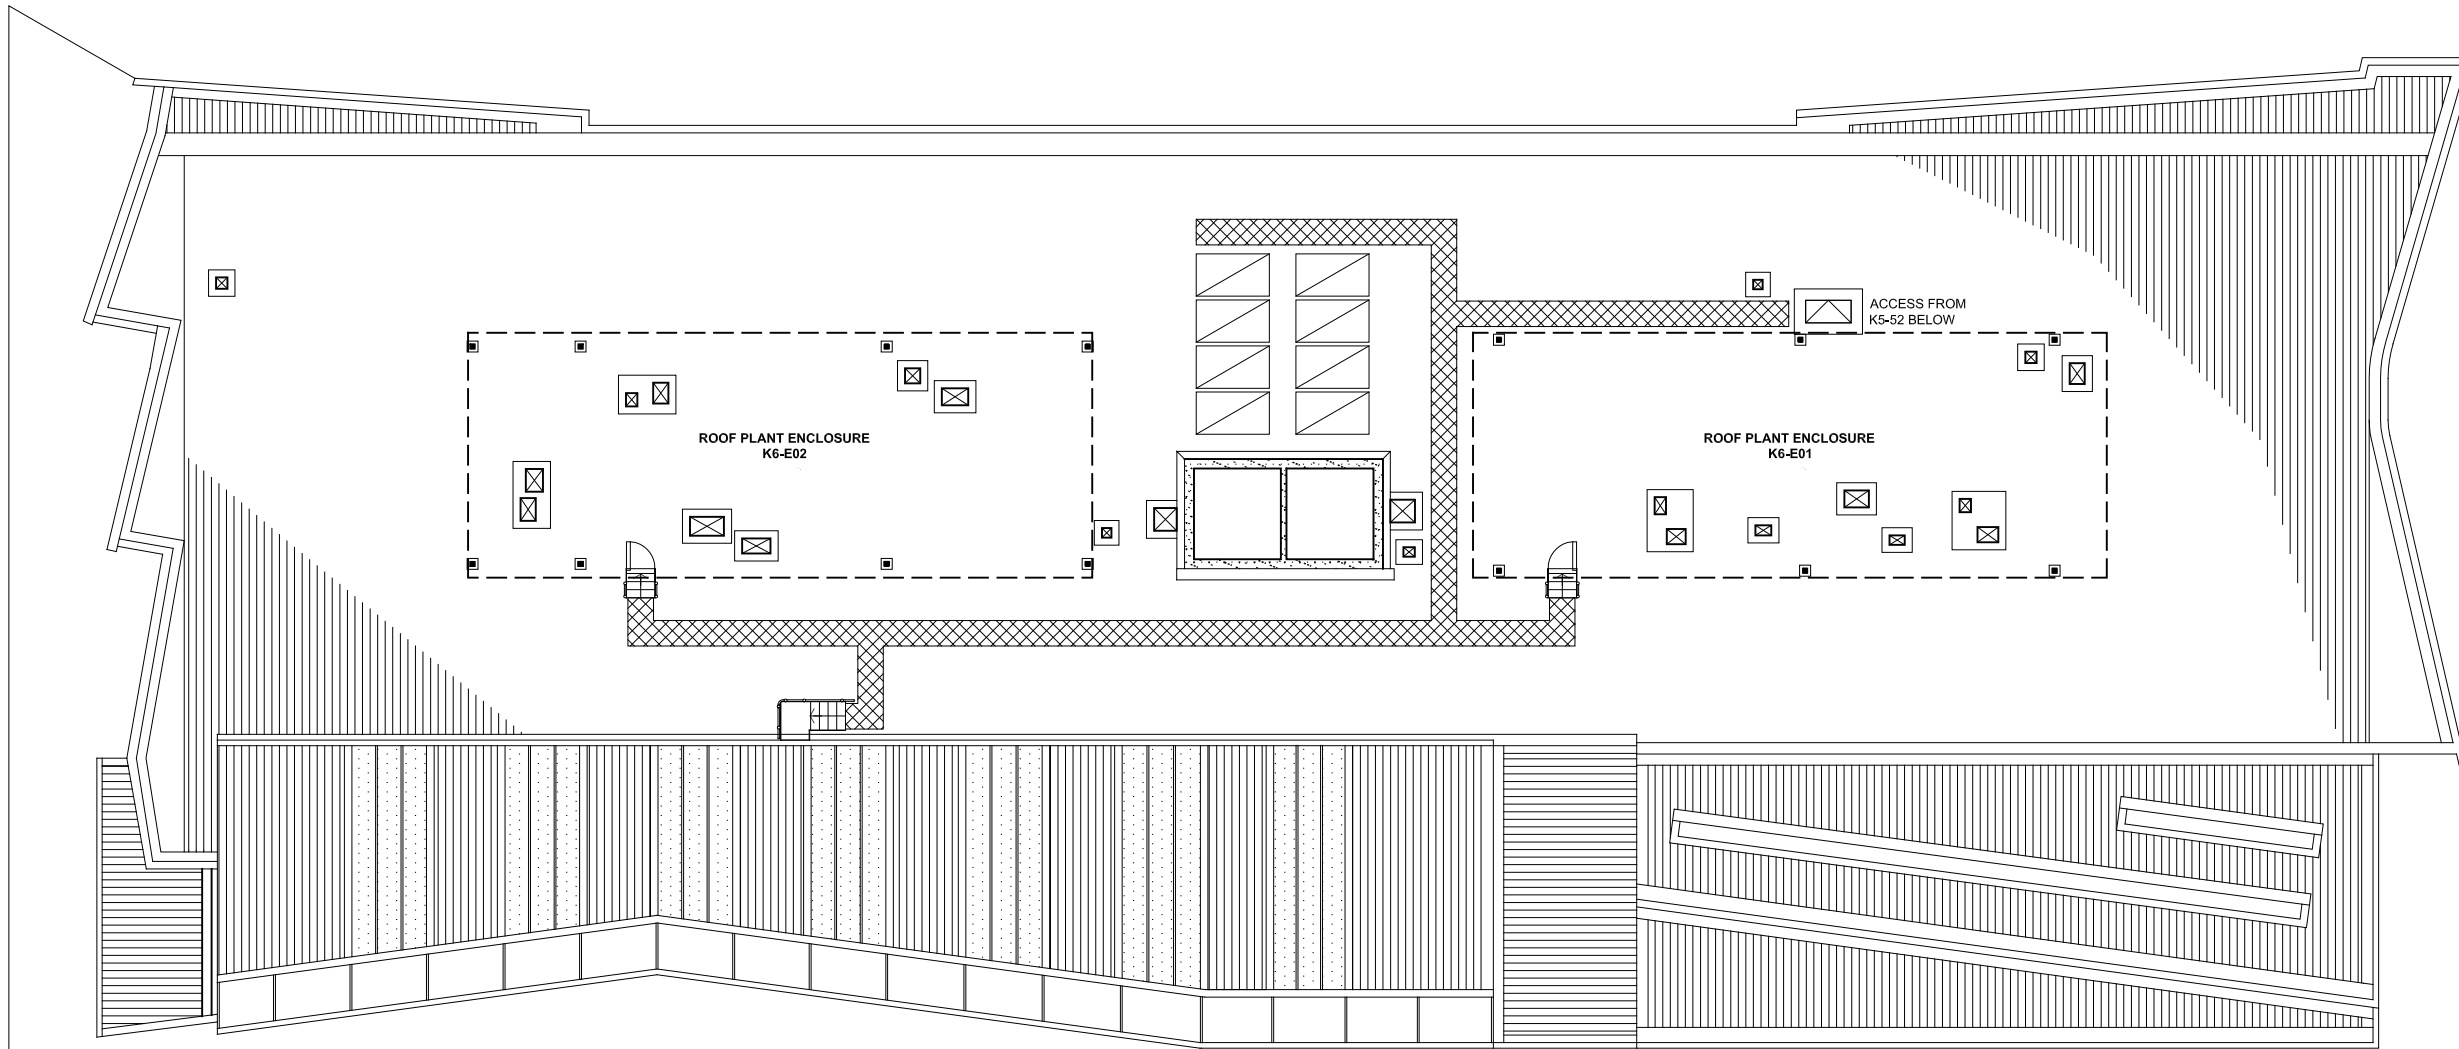 ACCESS FROM
K5-52 BELOW
ROOF PLANT ENCLOSURE
K6-E02
ROOF PLANT ENCLOSURE
K6-E01